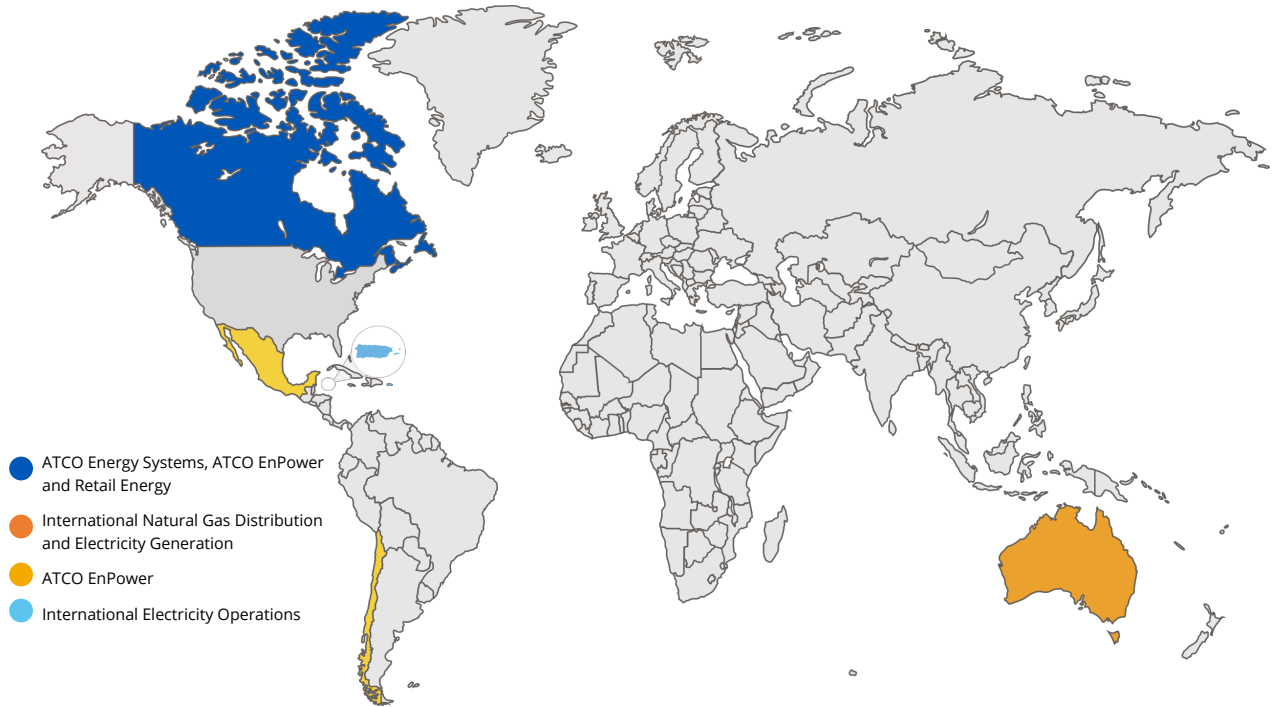 ATCO Energy Systems, ATCO EnPower
and Retail Energy
International Natural Gas Distribution
and Electricity Generation
ATCO EnPower
International Electricity Operations